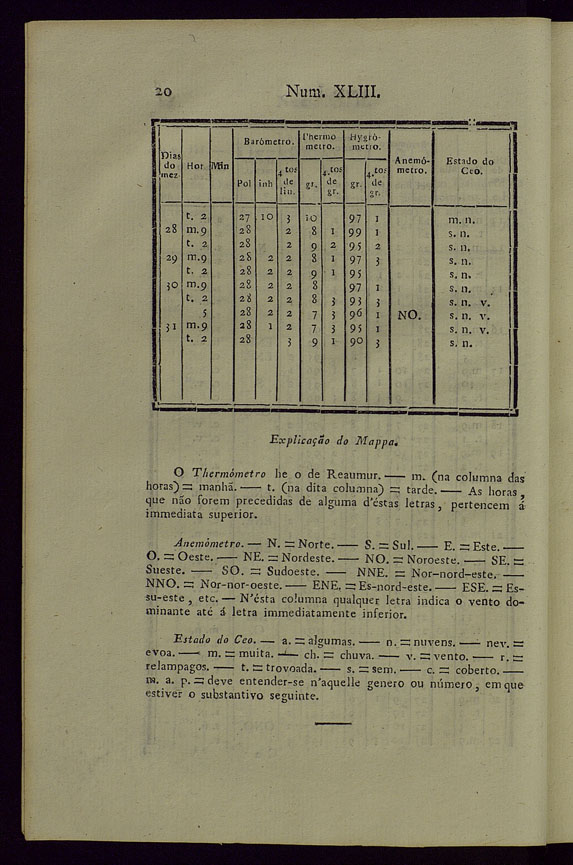 20 Num. XLIII.
Dias do mez. Hor. Min Barómetro. Thermometro. Hygrómetro. Anemómetro. Estado do Ceo.
Pol inh 4.tos de lin. gr. 4.tos de gr. gr. 4.tos de gr.
t. 2 27 10 3 10 97 1 m. n.
28 m.9 28 2 8 1 99 1 s. n.
t. 2 28 2 9 2 95 2 s. n.
29 m.9 28 2 2 8 1 97 3 s. n.
t. 2 28 2 2 9 1 95 s. n.
30 m.9 28 2 2 8 97 1 s. n.
t. 2 28 2 2 8 3 93 3 s. n. v.
5 28 2 2 7 3 96 1 NO. s. n. v.
31 m.9 28 1 2 7 3 95 1 s. n. v.
t. 2 28 3 9 1 90 3 s. n.
Explicação do Mappa.
O Thermómetro he o de Reaumur. — m. (na columna das
horas) = manhã. — t. (na dita columna) = tarde. — As horas,
que não forem precedidas de alguma d'éstas letras, pertencem á
immediata superior.
Anemómetro. — N. = Norte. — S. = Sul. — E. = Este. —
O. = Oeste. — NE. = Nordeste. — NO. = Noroeste. — SE. =
Sueste. — SO. = Sudoeste. — NNE. = Nor-nord-este. —
NNO. = Nor-nor-oeste. — ENE. = Es-nord-este. — ESE. = Es-
su-este, etc. — N'ésta columna qualquer letra indica o vento do-
minante até á letra immediatamente inferior.
Estado do Ceo. — a. = algumas. — n. = nuvens. — nev. =
evoa. — m. = muita. — ch. = chuva. — v. = vento. — r. =
relampagos. — t. = trovoada. — s. = sem. — c. = coberto. —
m. a. p. = deve entender-se n'aquelle genero ou número, em que
estiver o substantivo seguinte.